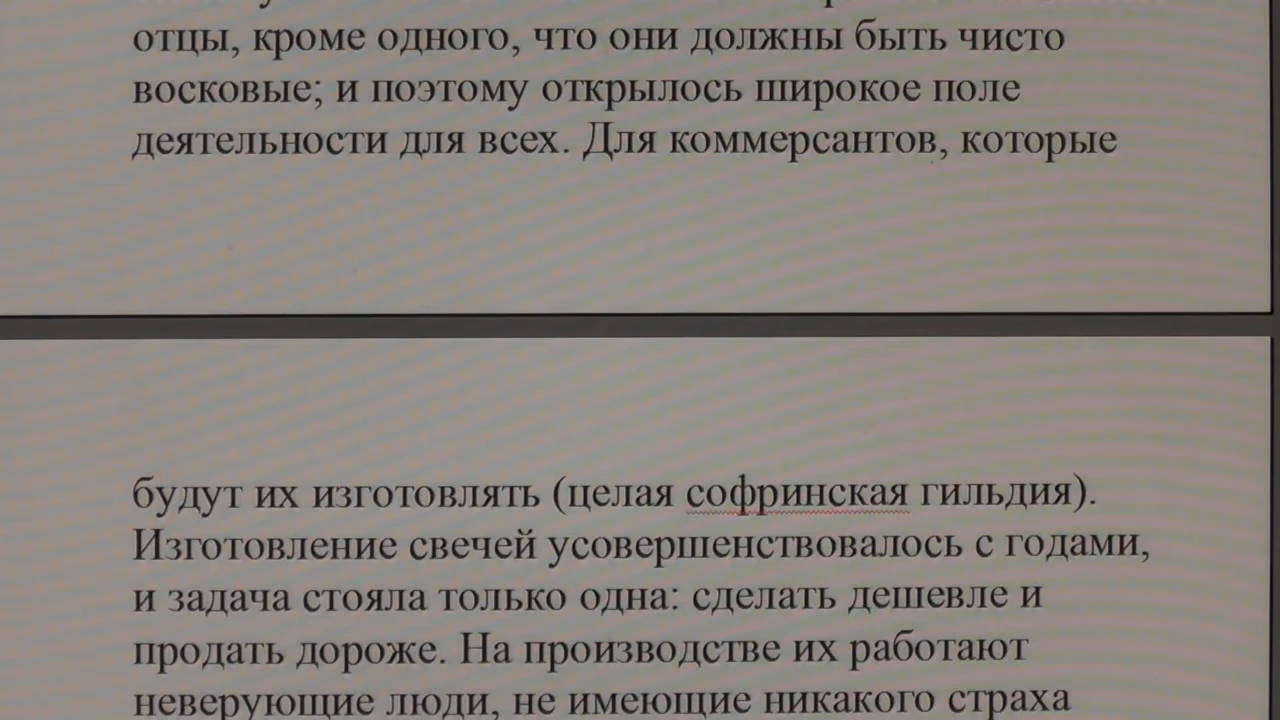 отцы, кроме одного, что они должны быть чисто
восковые; и поэтому открылось широкое поле
деятельности для всех. Для коммерсантов, которые
будут их изготовлять (целая софринская гильдия).
Изготовление свечей усовершенствовалось с годами,
и задача стояла только одна: сделать дешевле и
продать дороже. На производстве их работают
неверующие люди, не имеющие никакого страха